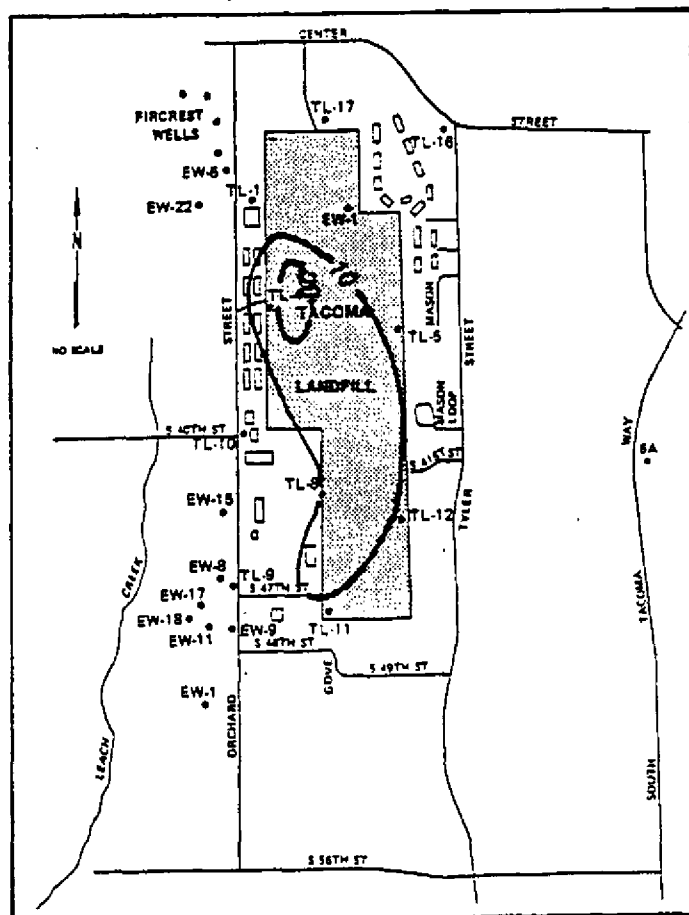 CENTER
FIRCREST
WELLS
TL-17
STREET
TL-16
EW-6
TL-1
EW-22
EW-1
N
TL
TACOMA
STREET
MASON
STREET
TL-5
NO SCALE
LANDFILL
MASON
LOOP
WAY
S 40TH ST
TL-10
S 41ST ST
6A
TL-8
EW-15
TL-12
TYLER
CREEK
EW-8
TL-9
S 47TH ST
EW-17
EW-18
EW-11
EW-9
TL-11
TACOMA
S 48TH ST
GOVE
S 49TH ST
EW-1
ORCHARD
LEACH
SOUTH
S 56TH ST